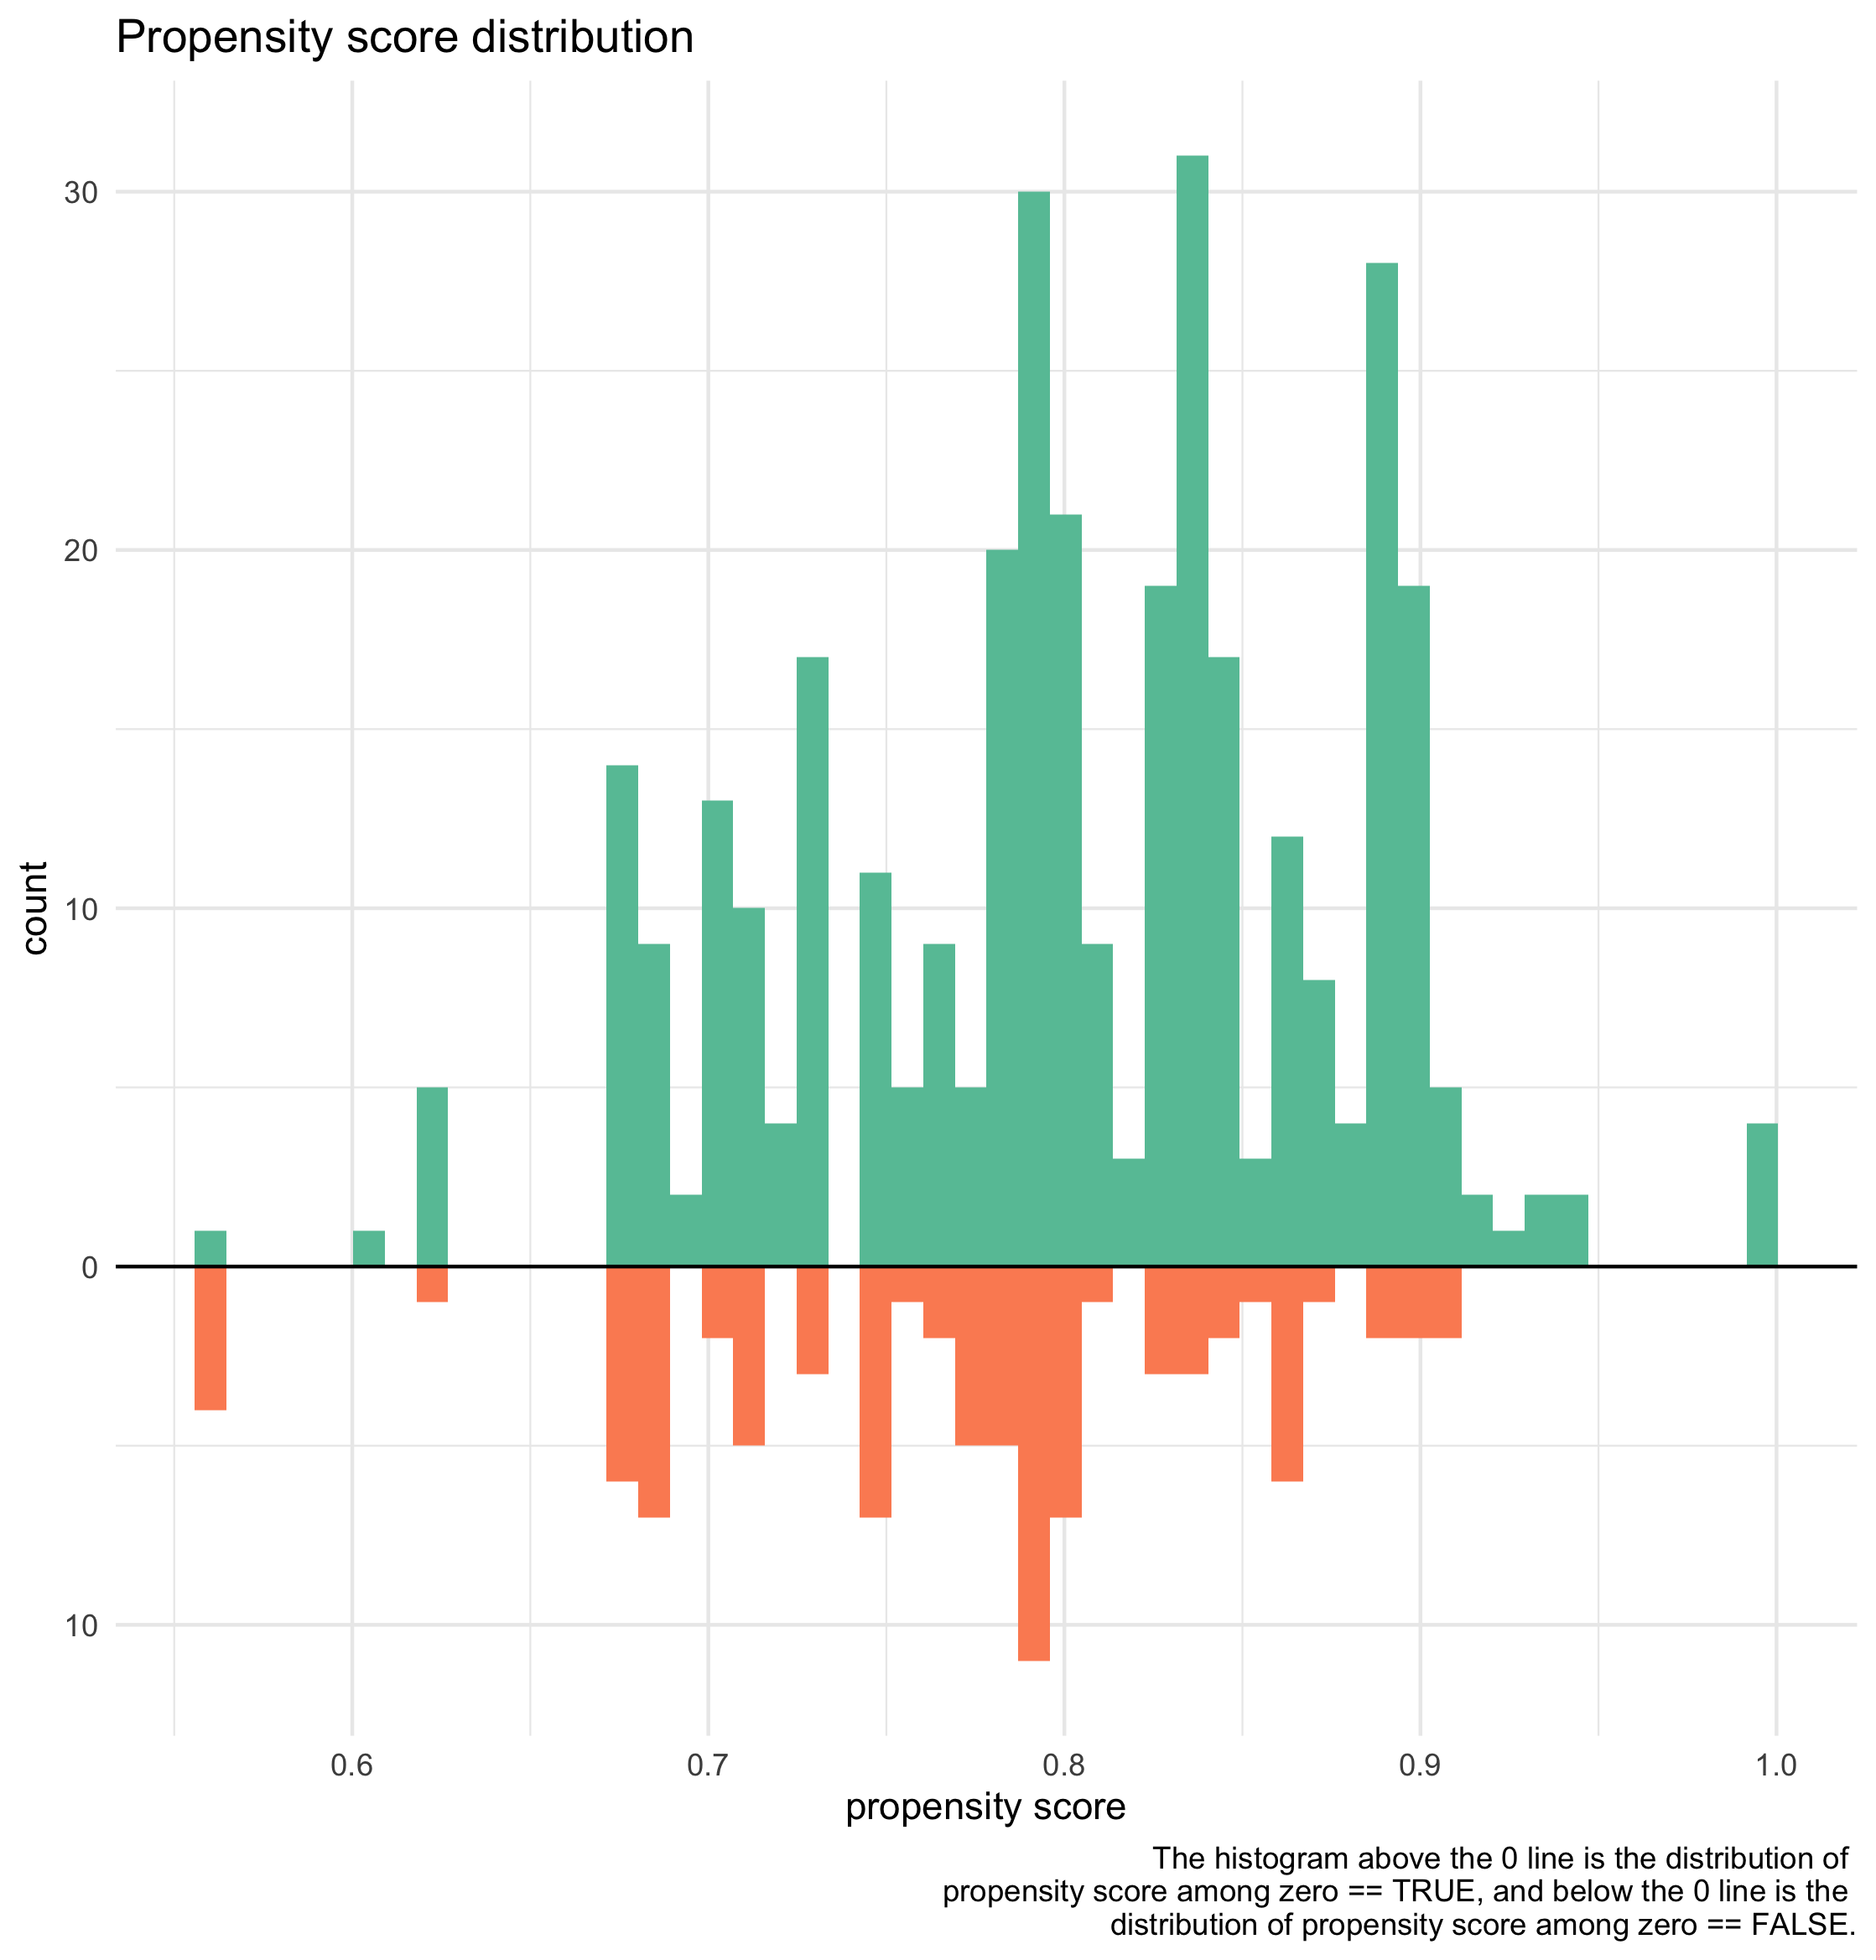 Propensity score distribution
30
20
10
0
10
count
0.6 0.7 0.8 0.9 1.0
propensity score
The histogram above the 0 line is the distribution of
propensity score among zero == TRUE, and below the 0 line is the
distribution of propensity score among zero == FALSE.